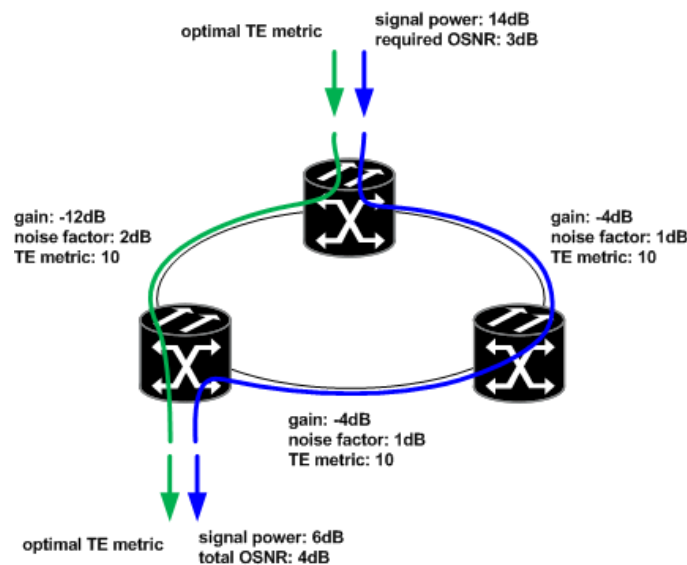 optimal TE metric
signal power: 14dB
required OSNR: 3dB
gain: -12dB
noise factor: 2dB
TE metric: 10
gain: -4dB
noise factor: 1dB
TE metric: 10
gain: -4dB
noise factor: 1dB
TE metric: 10
optimal TE metric
signal power: 6dB
total OSNR: 4dB